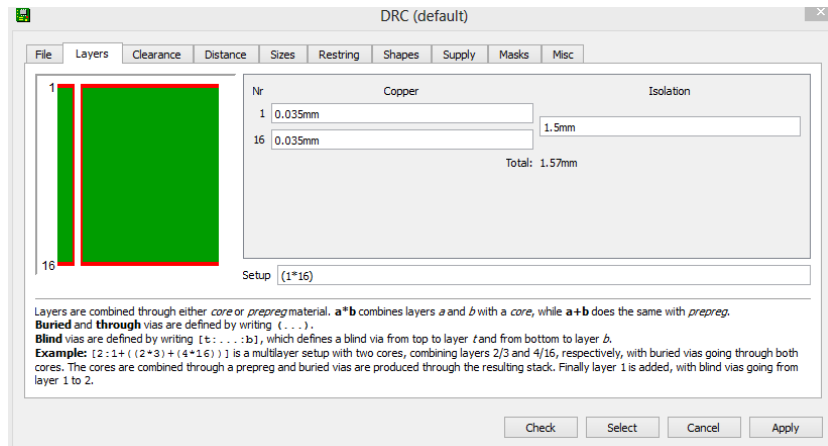 DRC (default)
File Layers Clearance Distance Sizes Restring Shapes Supply Masks Misc
1
16
Nr Copper Isolation
1 0.035mm
1.5mm
16 0.035mm
Total: 1.57mm
Setup (1*16)
Layers are combined through either core or prepreg material. a*b combines layers a and b with a core, while a+b does the same with prepreg.
Buried and through vias are defined by writing (...).
Blind vias are defined by writing [t:...:b], which defines a blind via from top to layer t and from bottom to layer b.
Example: [2:1+((2*3)+(4*16))] is a multilayer setup with two cores, combining layers 2/3 and 4/16, respectively, with buried vias going through both
cores. The cores are combined through a prepreg and buried vias are produced through the resulting stack. Finally layer 1 is added, with blind vias going from
layer 1 to 2.
Check Select Cancel Apply